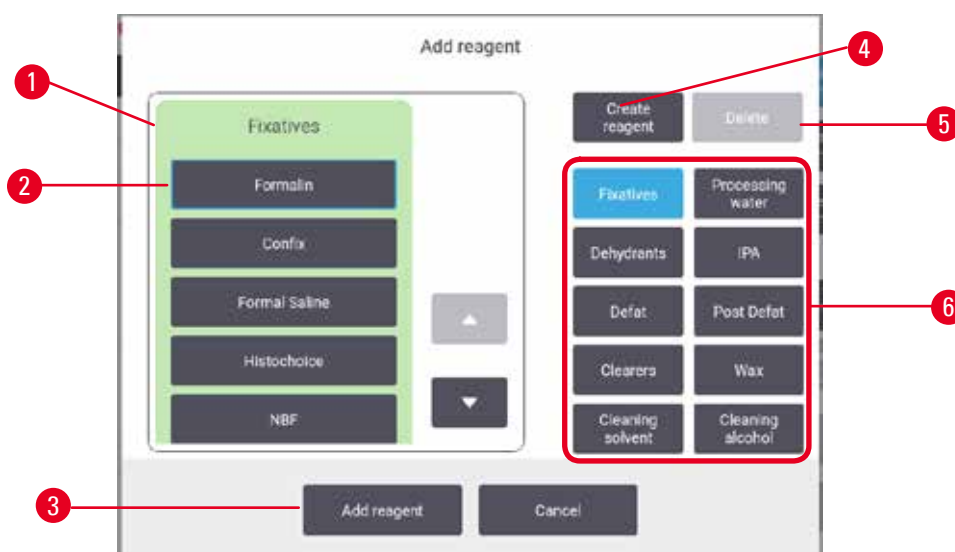 Add reagent
4
1
Fixatives
Create
reagent
Delete
5
2
Formalin
Fixatives
Processing
water
Confix
Dehydrants
IPA
Formal Saline
Defat
Post Defat
6
Histochoice
Clearers
Wax
NBF
Cleaning
solvent
Cleaning
alcohol
3
Add reagent
Cancel